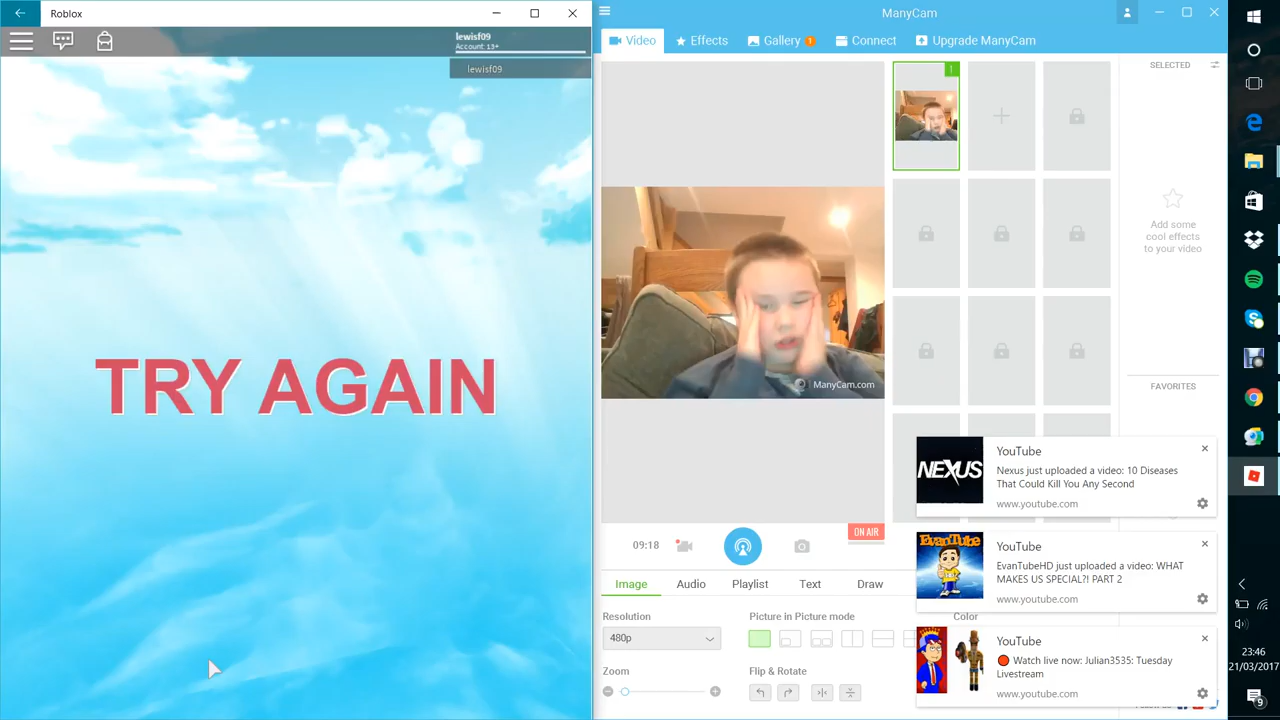 Roblox
lewisf09
Account: 13+
lewisf09
TRY AGAIN
ManyCam
Video
Effects
Gallery
1
Connect
Upgrade ManyCam
SELECTED
1
Add some
cool effects
to your video
FAVORITES
ManyCam.com
09:18
ON AIR
Image
Audio
Playlist
Text
Draw
Resolution
480p
Picture in Picture mode
Color
Zoom
Flip & Rotate
NEXUS
YouTube
Nexus just uploaded a video: 10 Diseases
That Could Kill You Any Second
www.youtube.com
EVANTUBE
YouTube
EvanTubeHD just uploaded a video: WHAT
MAKES US SPECIAL?! PART 2
www.youtube.com
YouTube
Watch live now: Julian3535: Tuesday
Livestream
www.youtube.com
23:46
21/03/2017
9